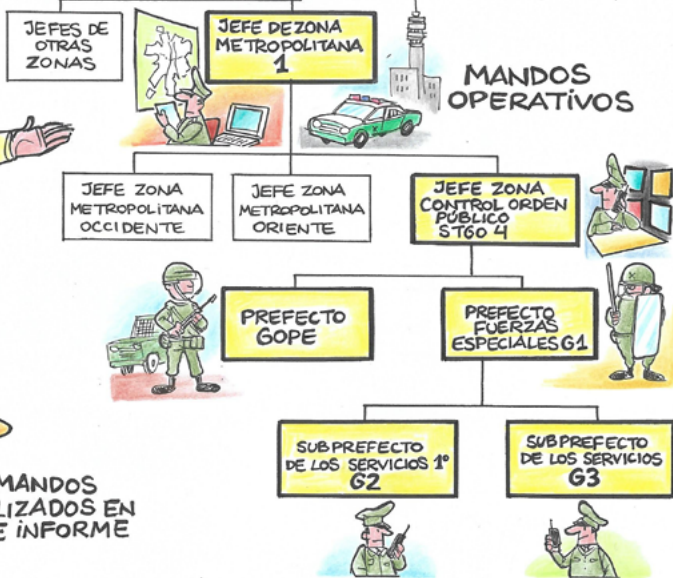 JEFES DE
OTRAS
ZONAS
JEFE DE ZONA
METROPOLITANA
1
MANDOS
OPERATIVOS
JEFE ZONA
METROPOLITANA
OCCIDENTE
JEFE ZONA
METROPOLITANA
ORIENTE
JEFE ZONA
CONTROL ORDEN
PÚBLICO
STGO 4
PREFECTO
GOPE
PREFECTO
FUERZAS
ESPECIALES G1
SUBPREFECTO
DE LOS SERVICIOS 1º
G2
SUBPREFECTO
DE LOS SERVICIOS
G3
MANDOS
LIZADOS EN
E INFORME